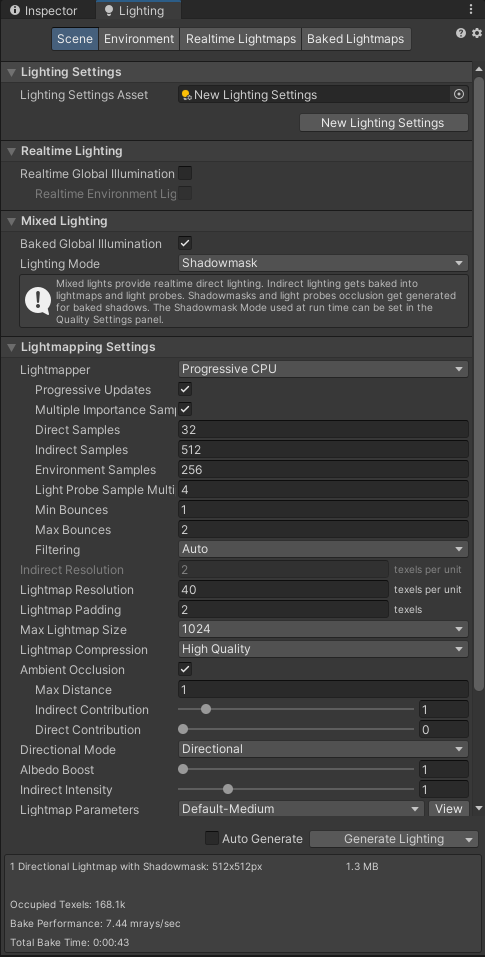 Inspector
Lighting
Scene Environment Realtime Lightmaps Baked Lightmaps
Lighting Settings
Lighting Settings Asset New Lighting Settings
New Lighting Settings
Realtime Lighting
Realtime Global Illumination
Realtime Environment Lig
Mixed Lighting
Baked Global Illumination
Lighting Mode Shadowmask
Mixed lights provide realtime direct lighting. Indirect lighting gets baked into
lightmaps and light probes. Shadowmasks and light probes occlusion get generated
for baked shadows. The Shadowmask Mode used at run time can be set in the
Quality Settings panel.
Lightmapping Settings
Lightmapper Progressive CPU
Progressive Updates
Multiple Importance Samp
Direct Samples 32
Indirect Samples 512
Environment Samples 256
Light Probe Sample Multi 4
Min Bounces 1
Max Bounces 2
Filtering Auto
Indirect Resolution 2 texels per unit
Lightmap Resolution 40 texels per unit
Lightmap Padding 2 texels
Max Lightmap Size 1024
Lightmap Compression High Quality
Ambient Occlusion
Max Distance 1
Indirect Contribution 1
Direct Contribution 0
Directional Mode Directional
Albedo Boost 1
Indirect Intensity 1
Lightmap Parameters Default-Medium View
Auto Generate Generate Lighting
1 Directional Lightmap with Shadowmask: 512x512px 1.3 MB
Occupied Texels: 168.1k
Bake Performance: 7.44 mrays/sec
Total Bake Time: 0:00:43